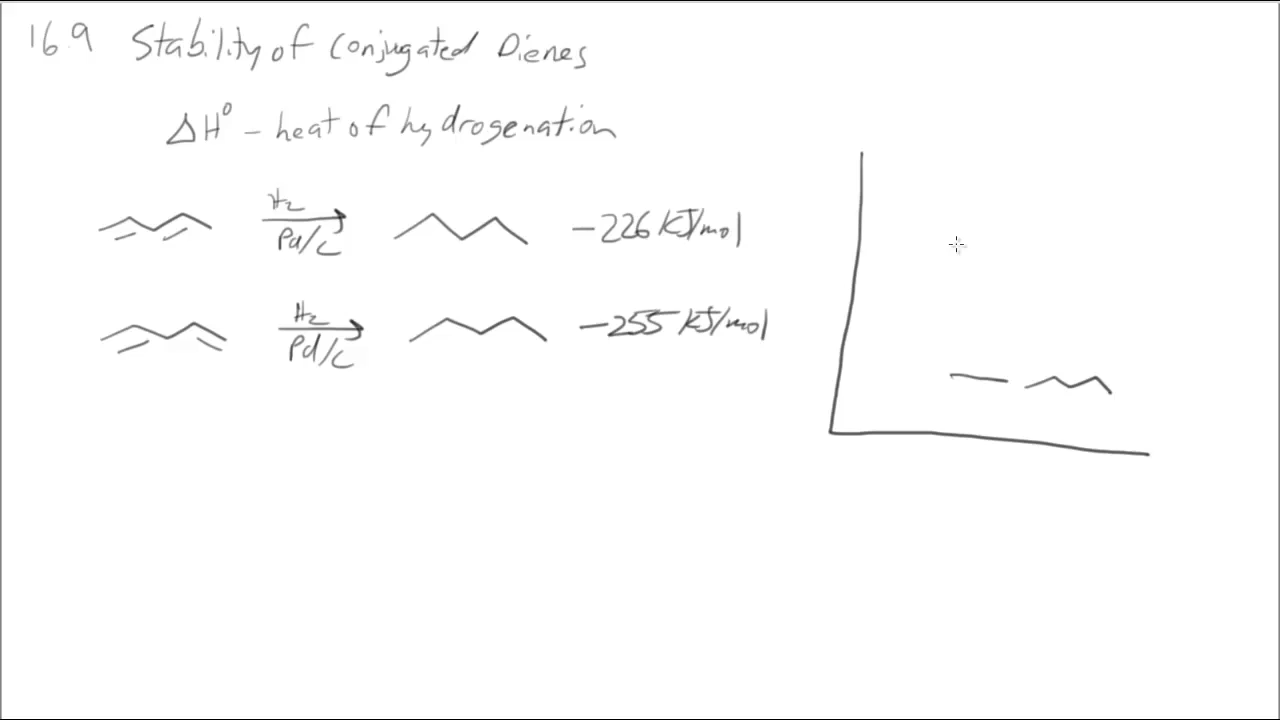 16.9 Stability of Conjugated Dienes
ΔH° – heat of hydrogenation
H2
Pd/C
-226 kJ/mol
H2
Pd/C
-255 kJ/mol